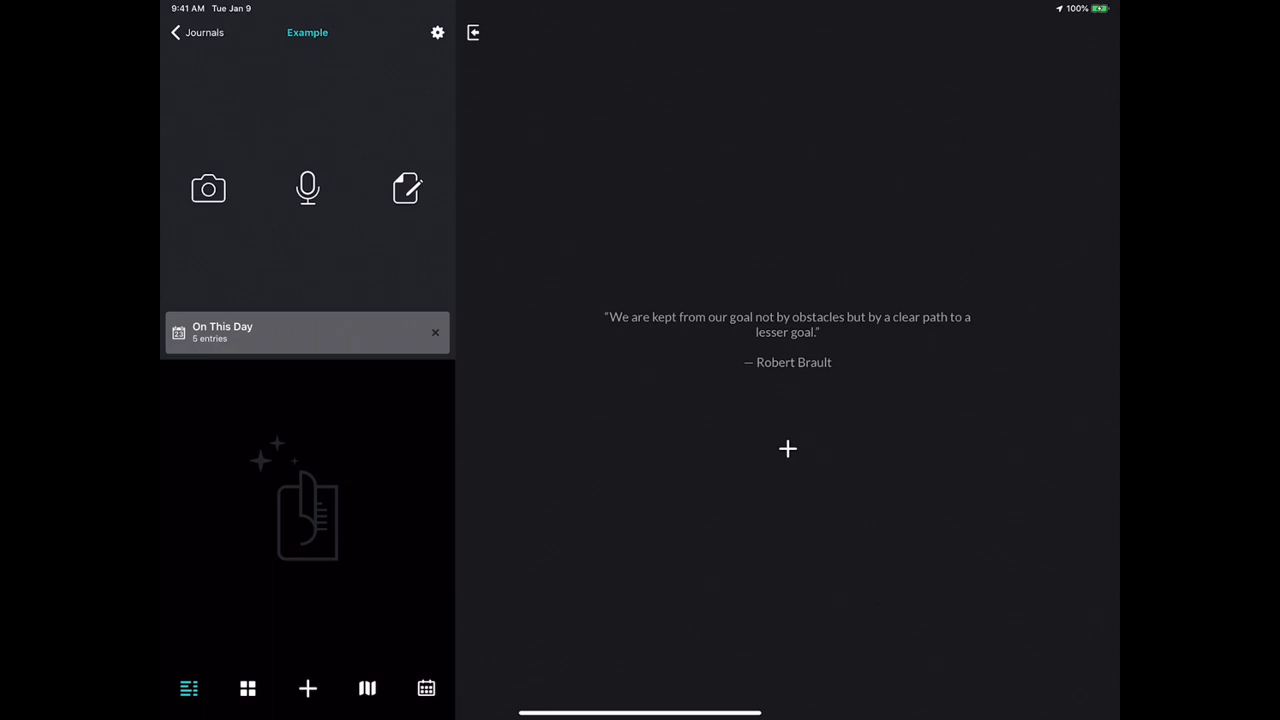 9:41 AM Tue Jan 9
100%
Journals
Example
On This Day
5 entries
23
“We are kept from our goal not by obstacles but by a clear path to a
lesser goal.”
— Robert Brault